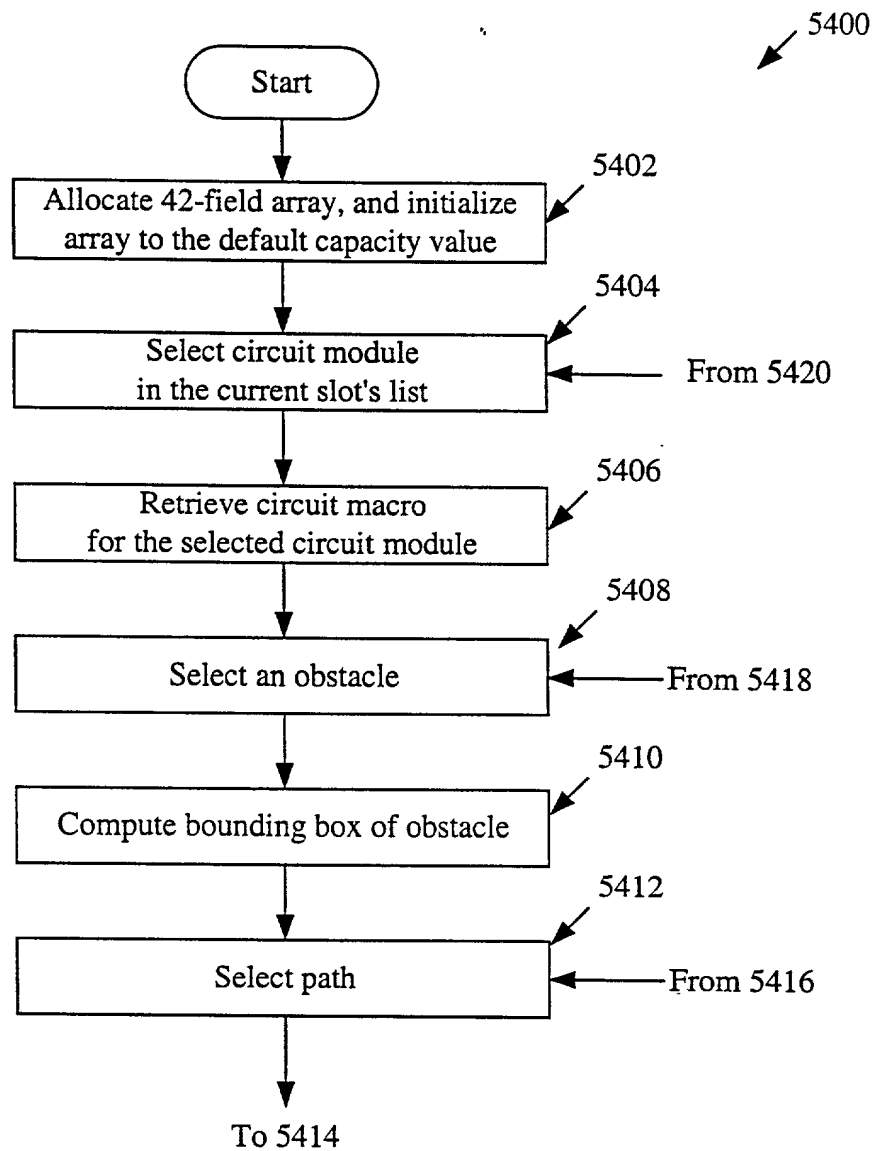 5400
Start
5402
Allocate 42-field array, and initialize
array to the default capacity value
5404
Select circuit module
in the current slot's list
From 5420
5406
Retrieve circuit macro
for the selected circuit module
5408
Select an obstacle
From 5418
5410
Compute bounding box of obstacle
5412
Select path
From 5416
To 5414